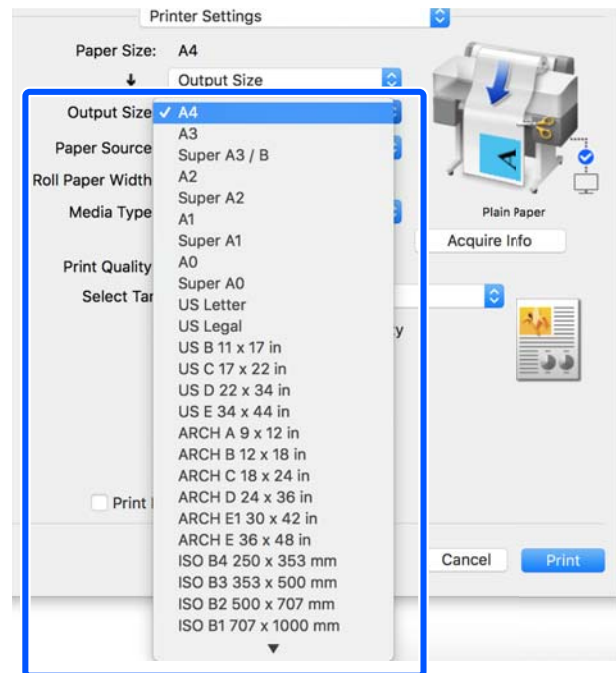 Printer Settings
Paper Size: A4
Output Size
Output Size ✓ A4
A3
Paper Source
Super A3 / B
A2
Roll Paper Width
Super A2
Media Type
A1
Plain Paper
Super A1
Acquire Info
A0
Print Quality
Super A0
Select Tar
US Letter
US Legal
y
US B 11 x 17 in
US C 17 x 22 in
US D 22 x 34 in
US E 34 x 44 in
ARCH A 9 x 12 in
ARCH B 12 x 18 in
ARCH C 18 x 24 in
ARCH D 24 x 36 in
Print
ARCH E1 30 x 42 in
ARCH E 36 x 48 in
ISO B4 250 x 353 mm
Cancel Print
ISO B3 353 x 500 mm
ISO B2 500 x 707 mm
ISO B1 707 x 1000 mm